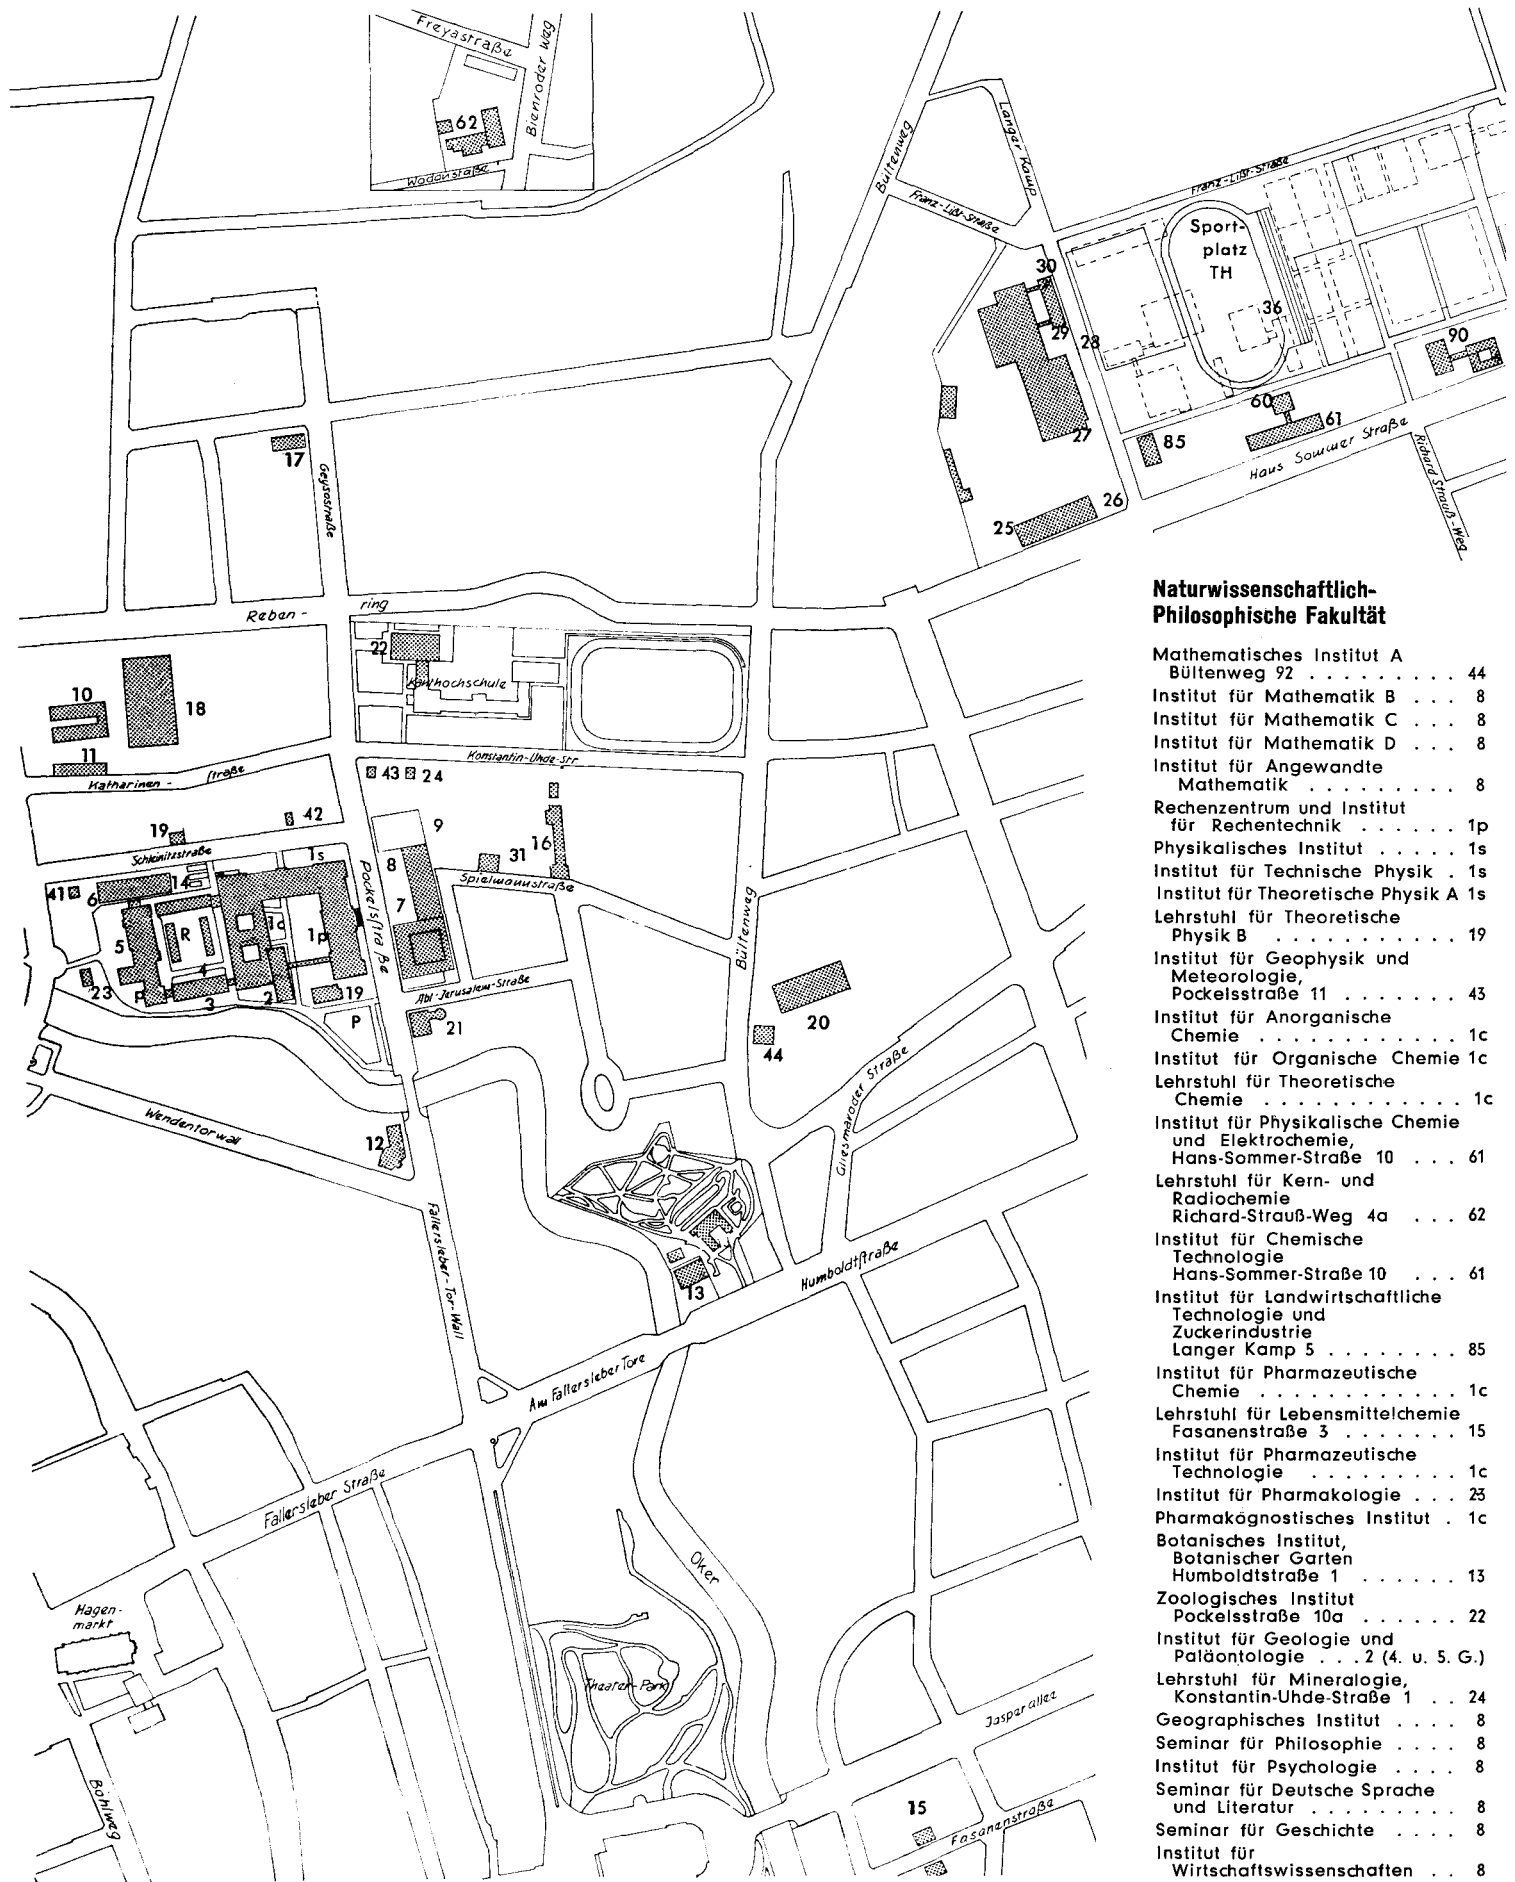 Freyastraße
Bienroder Weg
62
Wodanstraße
Bültenweg
Langer Kamp
Franz-Lißt-Straße
Franz-Lißt-Straße
Sport-
platz
TH
30
29
28
36
90
60
61
27
85
Hans Sommer Straße
Richard Strauß-Weg
25
26
17
Geysostraße
Reben-
ring
22
Kanthochschule
10
18
11
Katharinen-
straße
Konstantin-Uhde-Str
43
24
42
19
9
16
31
8
Schleinitzstraße
1s
Pockelsstraße
Spielmannstraße
41
6
14
7
5
R
1c
1p
4
Bültenweg
23
P
3
2
19
Abt-Jerusalem-Straße
P
21
20
44
Gliesmaroder Straße
Wendentorwall
12
Fallersleber-Tor-Wall
13
Humboldtstraße
Am Fallersleber Tore
Fallersleber Straße
Oker
Hagen-
markt
Theater-Park
Jasperallee
Bohlweg
15
Fasanenstraße
Naturwissenschaftlich-
Philosophische Fakultät
Mathematisches Institut A
Bültenweg 92 . . . . . . . . . 44
Institut für Mathematik B . . . 8
Institut für Mathematik C . . . 8
Institut für Mathematik D . . . 8
Institut für Angewandte
Mathematik . . . . . . . . . 8
Rechenzentrum und Institut
für Rechentechnik . . . . . . 1p
Physikalisches Institut . . . . . 1s
Institut für Technische Physik . 1s
Institut für Theoretische Physik A 1s
Lehrstuhl für Theoretische
Physik B . . . . . . . . . . . 19
Institut für Geophysik und
Meteorologie,
Pockelsstraße 11 . . . . . . . 43
Institut für Anorganische
Chemie . . . . . . . . . . . . 1c
Institut für Organische Chemie 1c
Lehrstuhl für Theoretische
Chemie . . . . . . . . . . . . 1c
Institut für Physikalische Chemie
und Elektrochemie,
Hans-Sommer-Straße 10 . . . 61
Lehrstuhl für Kern- und
Radiochemie
Richard-Strauß-Weg 4a . . . 62
Institut für Chemische
Technologie
Hans-Sommer-Straße 10 . . . 61
Institut für Landwirtschaftliche
Technologie und
Zuckerindustrie
Langer Kamp 5 . . . . . . . . 85
Institut für Pharmazeutische
Chemie . . . . . . . . . . . . 1c
Lehrstuhl für Lebensmittelchemie
Fasanenstraße 3 . . . . . . . 15
Institut für Pharmazeutische
Technologie . . . . . . . . . 1c
Institut für Pharmakologie . . . 23
Pharmakognostisches Institut . 1c
Botanisches Institut,
Botanischer Garten
Humboldtstraße 1 . . . . . . 13
Zoologisches Institut
Pockelsstraße 10a . . . . . . 22
Institut für Geologie und
Paläontologie . . . 2 (4. u. 5. G.)
Lehrstuhl für Mineralogie,
Konstantin-Uhde-Straße 1 . . 24
Geographisches Institut . . . . 8
Seminar für Philosophie . . . . 8
Institut für Psychologie . . . . 8
Seminar für Deutsche Sprache
und Literatur . . . . . . . . . 8
Seminar für Geschichte . . . . 8
Institut für
Wirtschaftswissenschaften . . 8